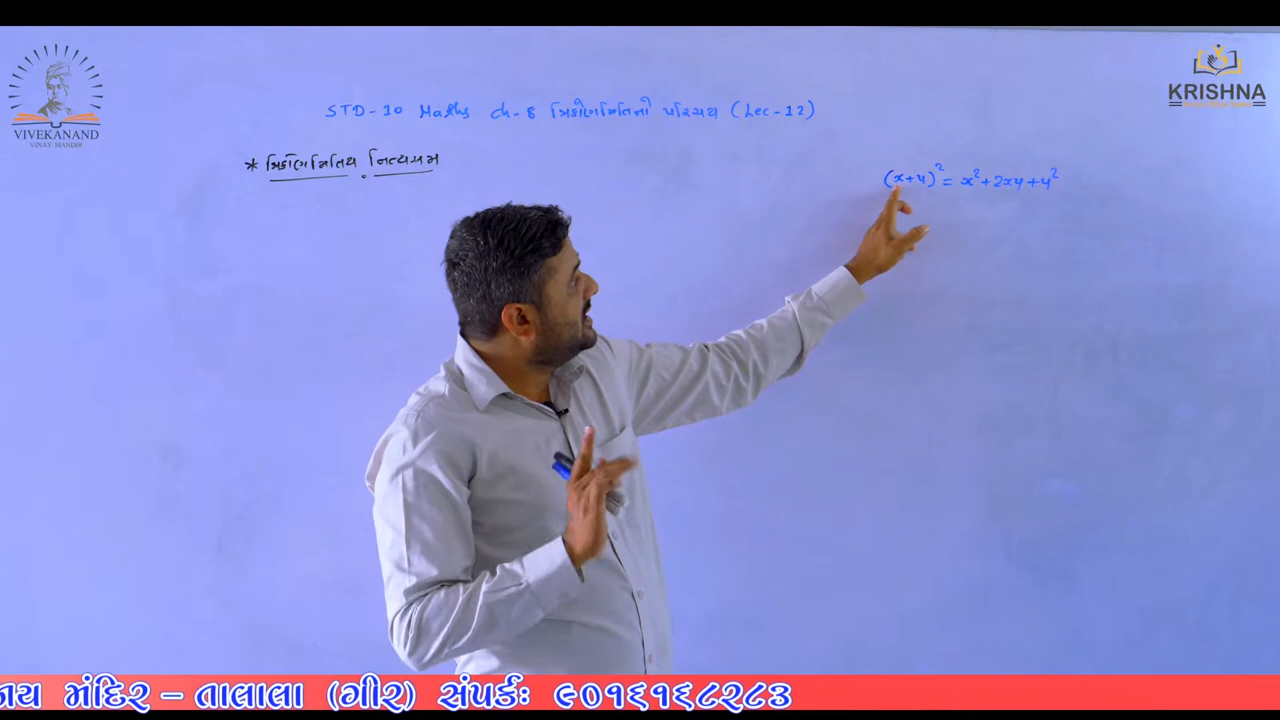 VIVEKANAND
VINAY MANDIR
KRISHNA
STD-10 Maths ch-8 ત્રિકોણમિતિનો પરિચય (Lec-12)
* ત્રિકોણમિતિય નિત્યસમ
(x+y)² = x²+2xy+y²
નય મંદિર – તાલાલા (ગીર) સંપર્કઃ ૯૦૧૬૧૬૮૨૮૩